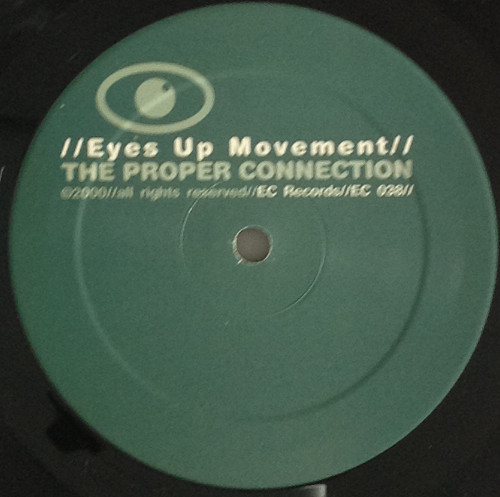 //Eyes Up Movement//
THE PROPER CONNECTION
©2000//all rights reserved//EC Records//EC 038//